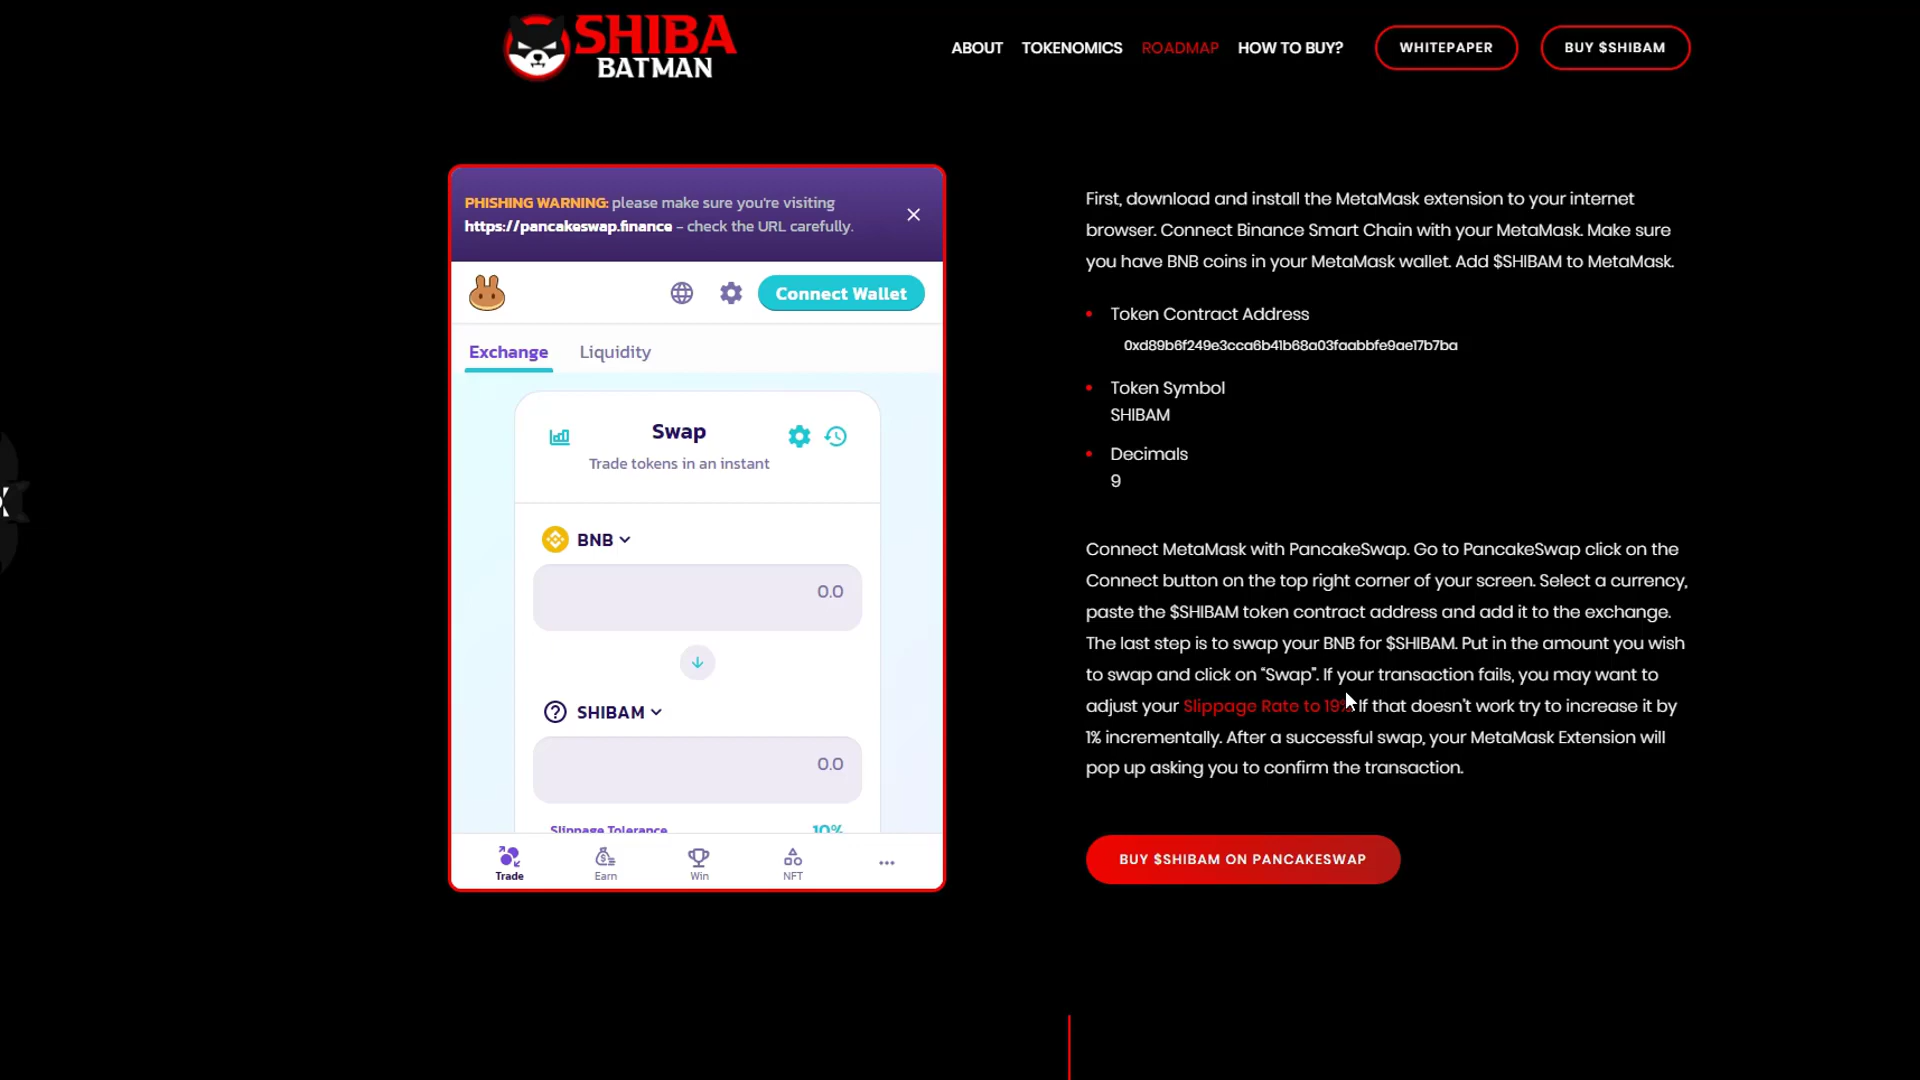 SHIBA
BATMAN
ABOUT TOKENOMICS ROADMAP HOW TO BUY? WHITEPAPER BUY $SHIBAM
PHISHING WARNING: please make sure you're visiting
https://pancakeswap.finance - check the URL carefully.
Connect Wallet
Exchange Liquidity
Swap
Trade tokens in an instant
BNB
0.0
SHIBAM
0.0
Slippage Tolerance 10%
Trade Earn Win NFT
First, download and install the MetaMask extension to your internet
browser. Connect Binance Smart Chain with your MetaMask. Make sure
you have BNB coins in your MetaMask wallet. Add $SHIBAM to MetaMask.
Token Contract Address
0xd89b6f249e3cca6b41b68a03faabbfe9ae17b7ba
Token Symbol
SHIBAM
Decimals
9
Connect MetaMask with PancakeSwap. Go to PancakeSwap click on the
Connect button on the top right corner of your screen. Select a currency,
paste the $SHIBAM token contract address and add it to the exchange.
The last step is to swap your BNB for $SHIBAM. Put in the amount you wish
to swap and click on “Swap”. If your transaction fails, you may want to
adjust your Slippage Rate to 19% If that doesn't work try to increase it by
1% incrementally. After a successful swap, your MetaMask Extension will
pop up asking you to confirm the transaction.
BUY $SHIBAM ON PANCAKESWAP